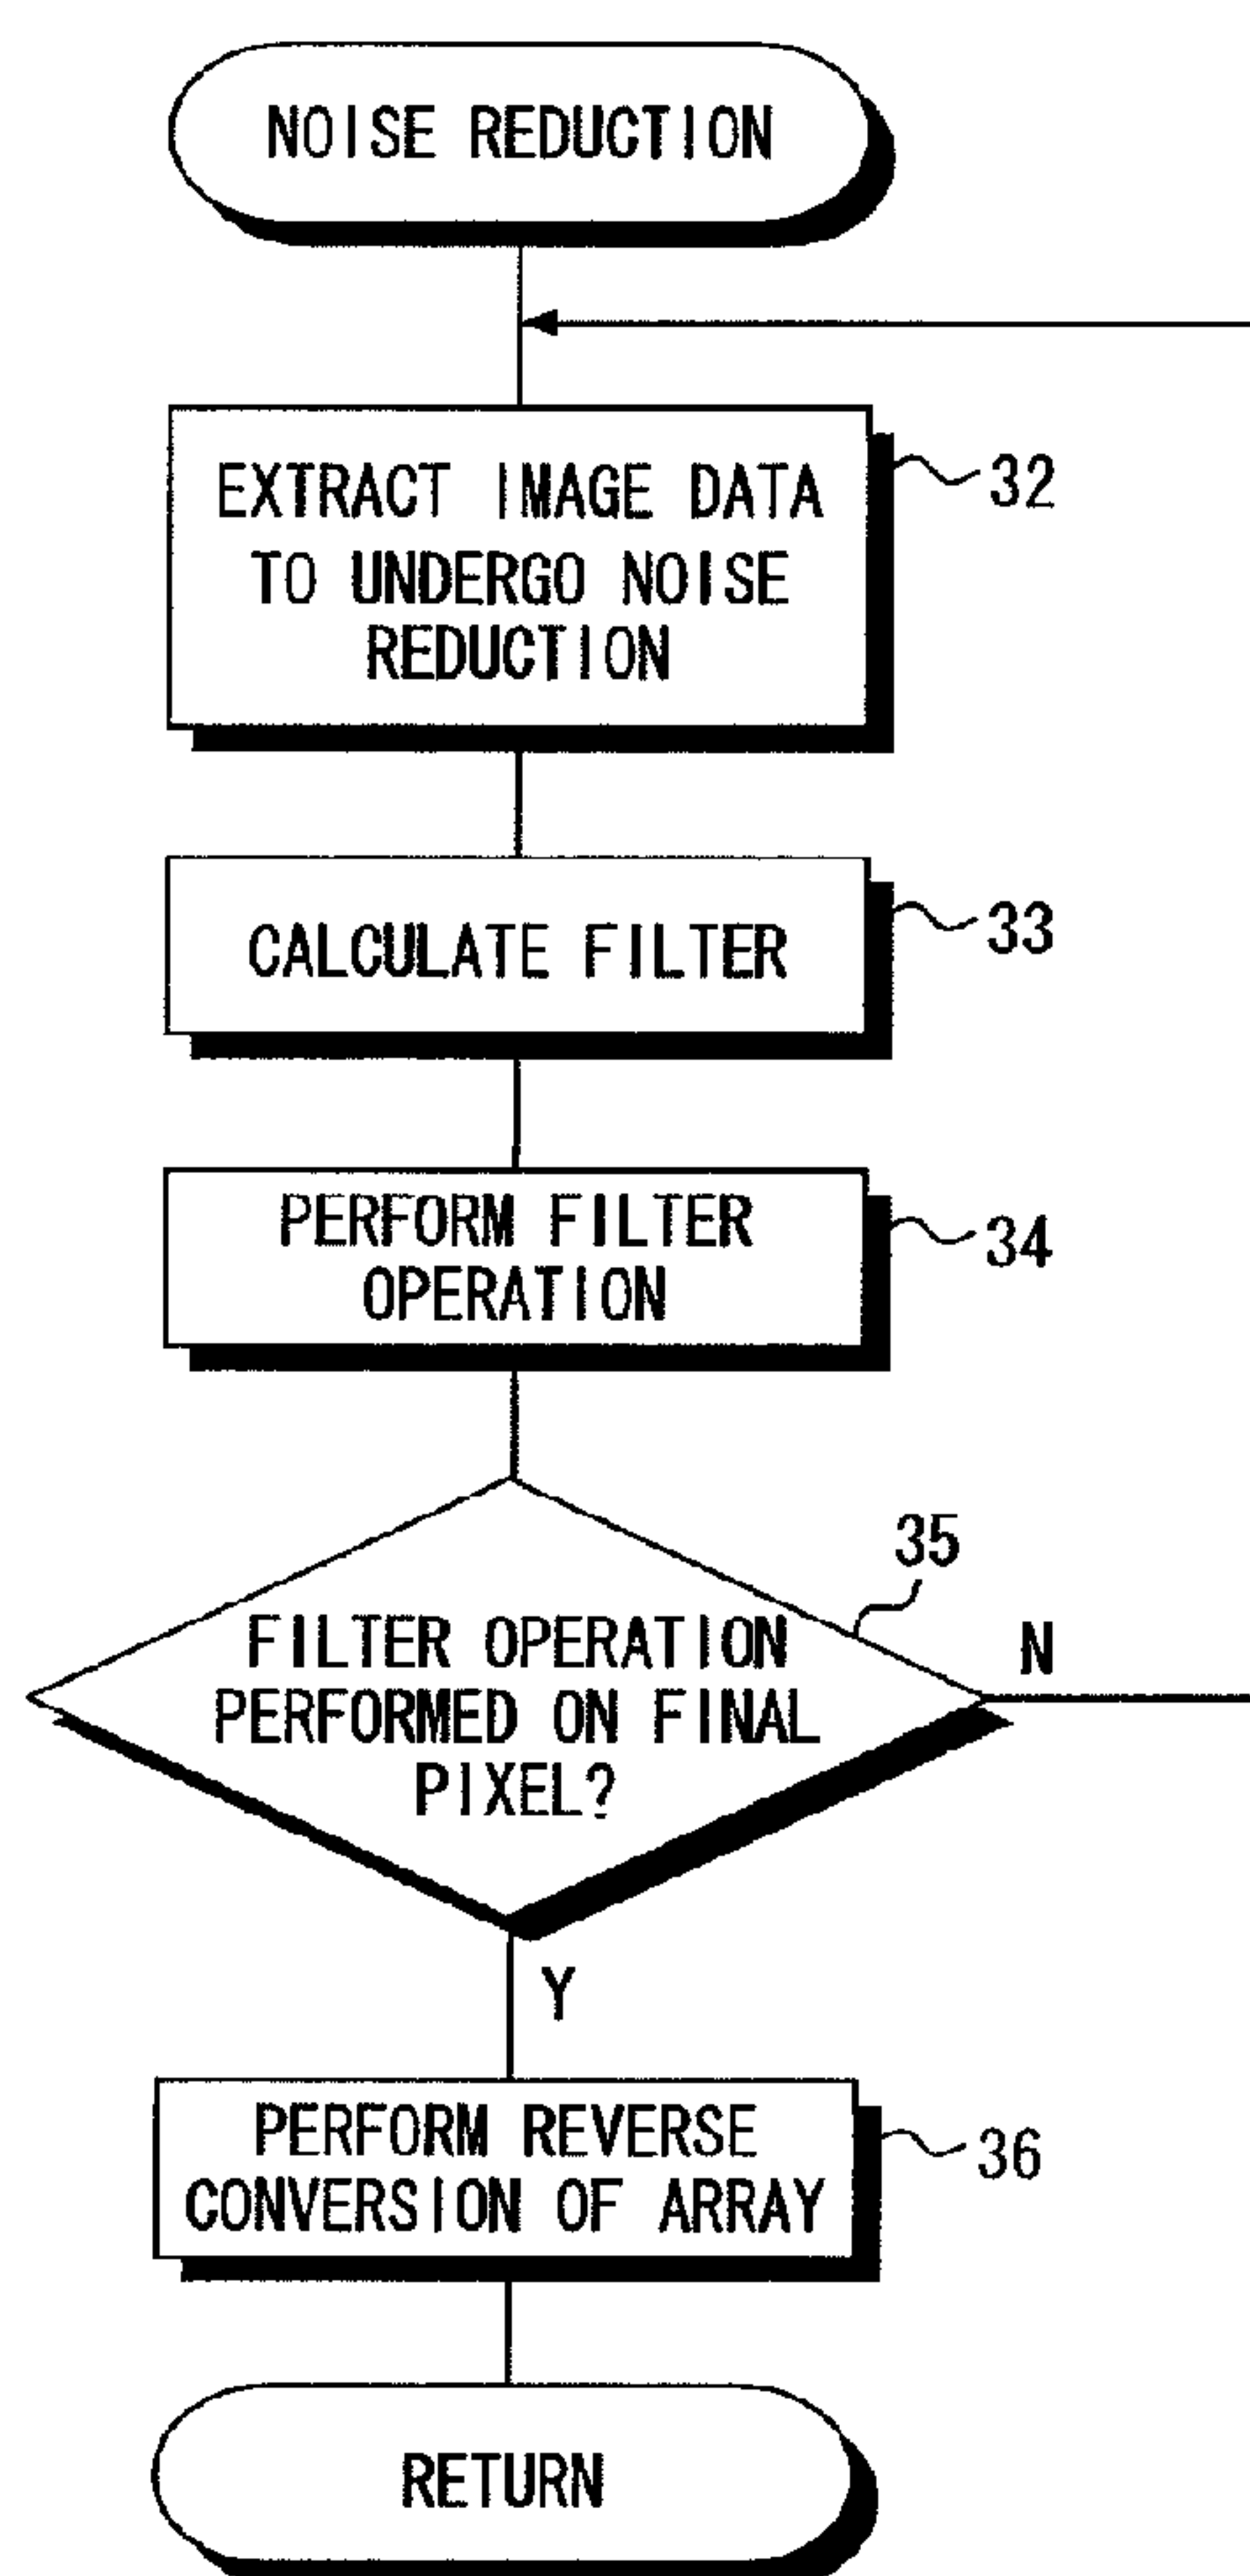 NOISE REDUCTION
EXTRACT IMAGE DATA
TO UNDERGO NOISE
REDUCTION
32
CALCULATE FILTER
33
PERFORM FILTER
OPERATION
34
35
FILTER OPERATION
PERFORMED ON FINAL
PIXEL?
N
Y
PERFORM REVERSE
CONVERSION OF ARRAY
36
RETURN